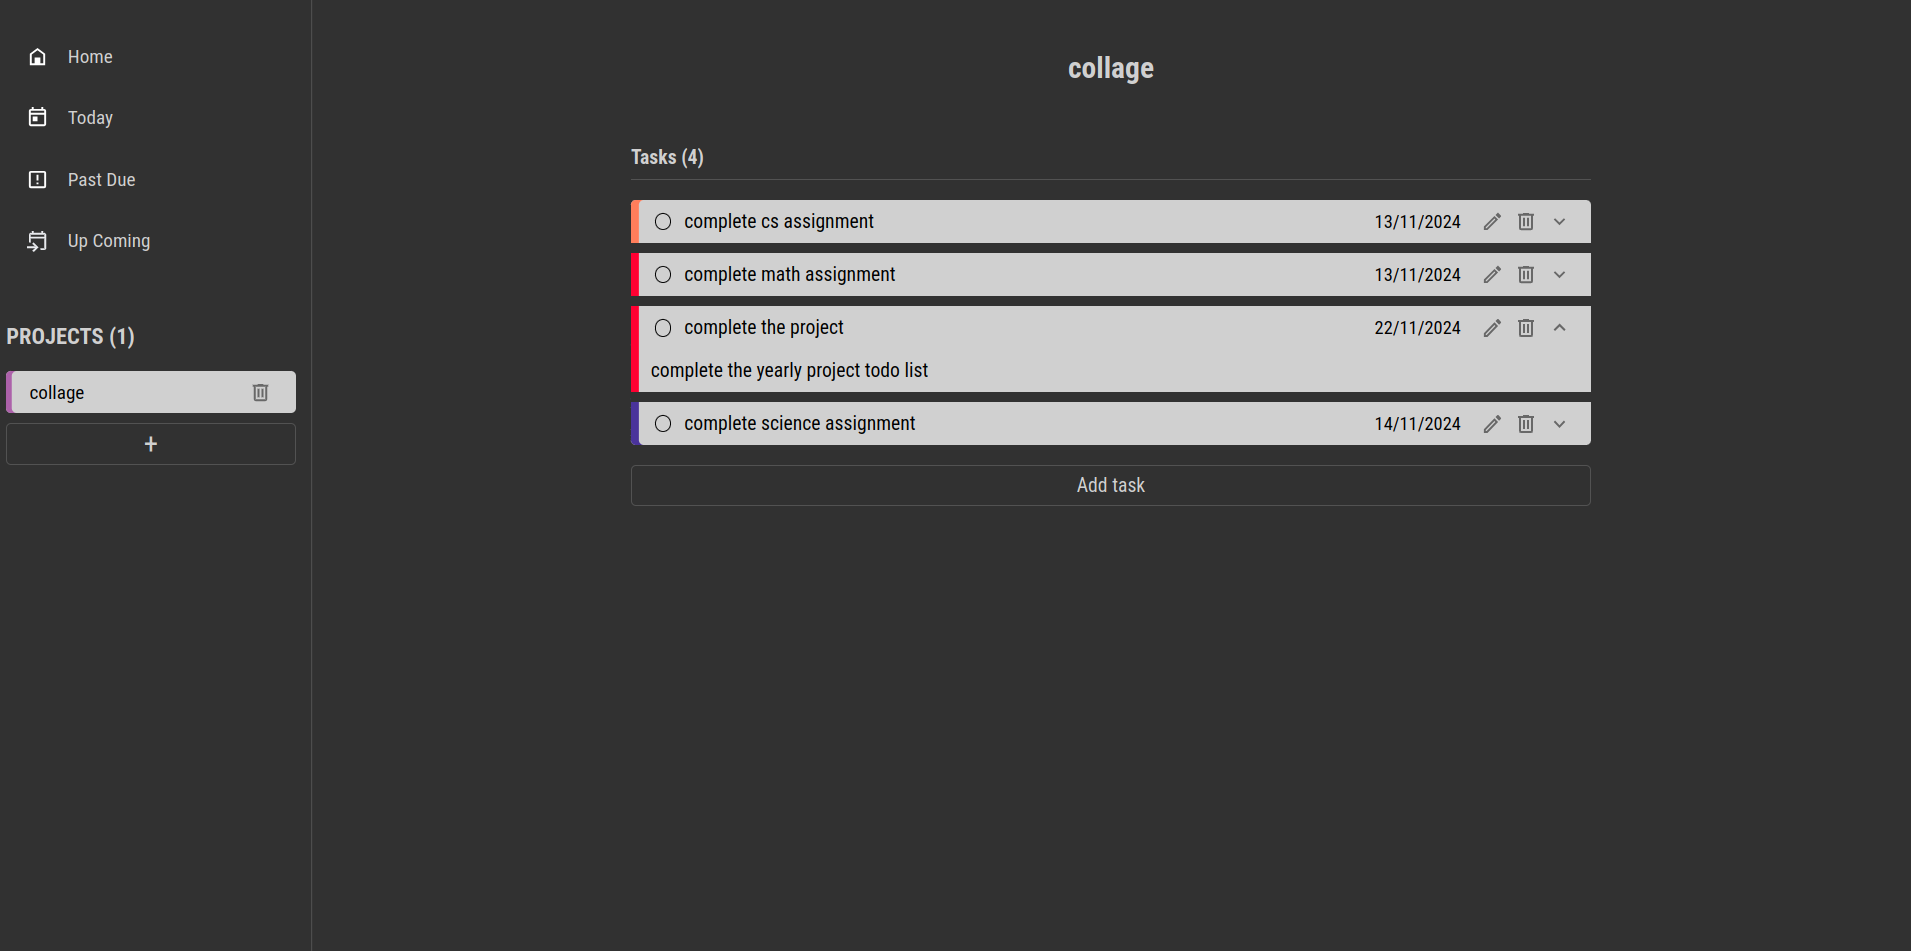 Home
Today
Past Due
Up Coming
PROJECTS (1)
collage
+
collage
Tasks (4)
complete cs assignment 13/11/2024
complete math assignment 13/11/2024
complete the project 22/11/2024
complete the yearly project todo list
complete science assignment 14/11/2024
Add task